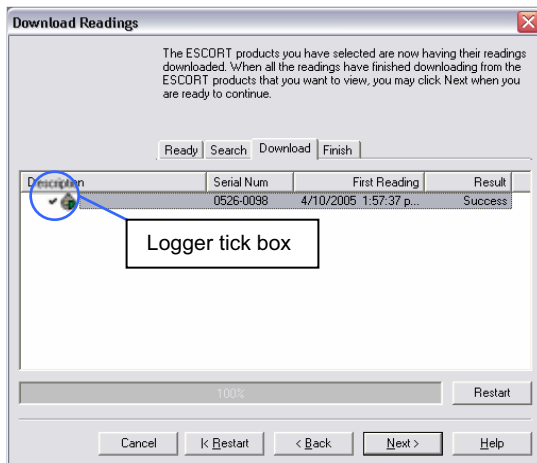 Download Readings
The ESCORT products you have selected are now having their readings
downloaded. When all the readings have finished downloading from the
ESCORT products that you want to view, you may click Next when you
are ready to continue.
Ready Search Download Finish
Description Serial Num First Reading Result
0526-0098 4/10/2005 1:57:37 p... Success
Logger tick box
100% Restart
Cancel |< Restart < Back Next > Help